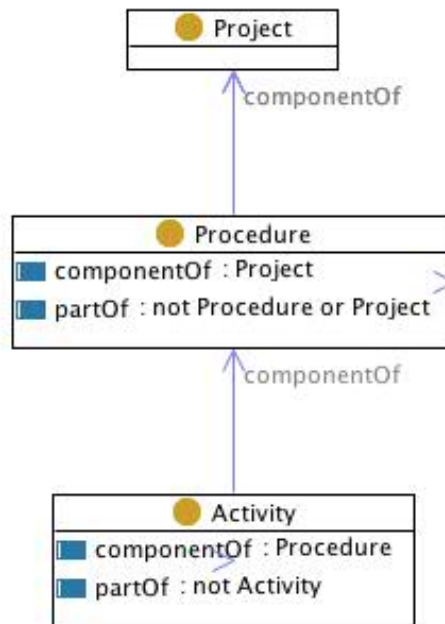 Project
componentOf
Procedure
componentOf : Project
partOf : not Procedure or Project
componentOf
Activity
componentOf : Procedure
partOf : not Activity